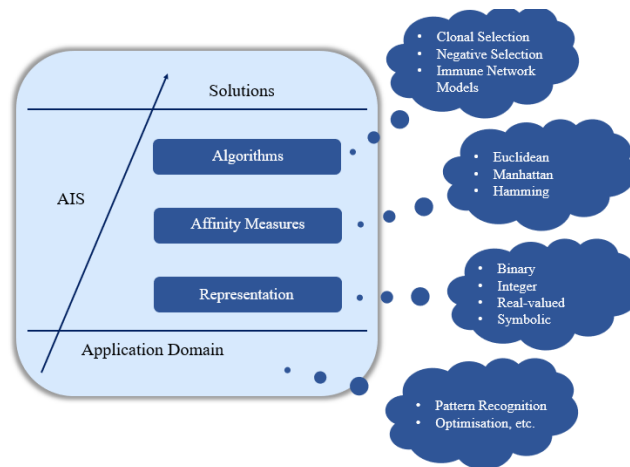 Solutions
Algorithms
AIS
Affinity Measures
Representation
Application Domain
• Clonal Selection
• Negative Selection
• Immune Network
Models
• Euclidean
• Manhattan
• Hamming
• Binary
• Integer
• Real-valued
• Symbolic
• Pattern Recognition
• Optimisation, etc.